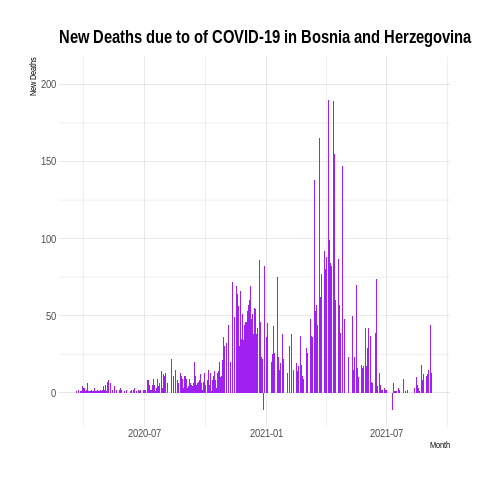 New Deaths due to of COVID-19 in Bosnia and Herzegovina
New Deaths
200
150
100
50
0
2020-07
2021-01
2021-07
Month